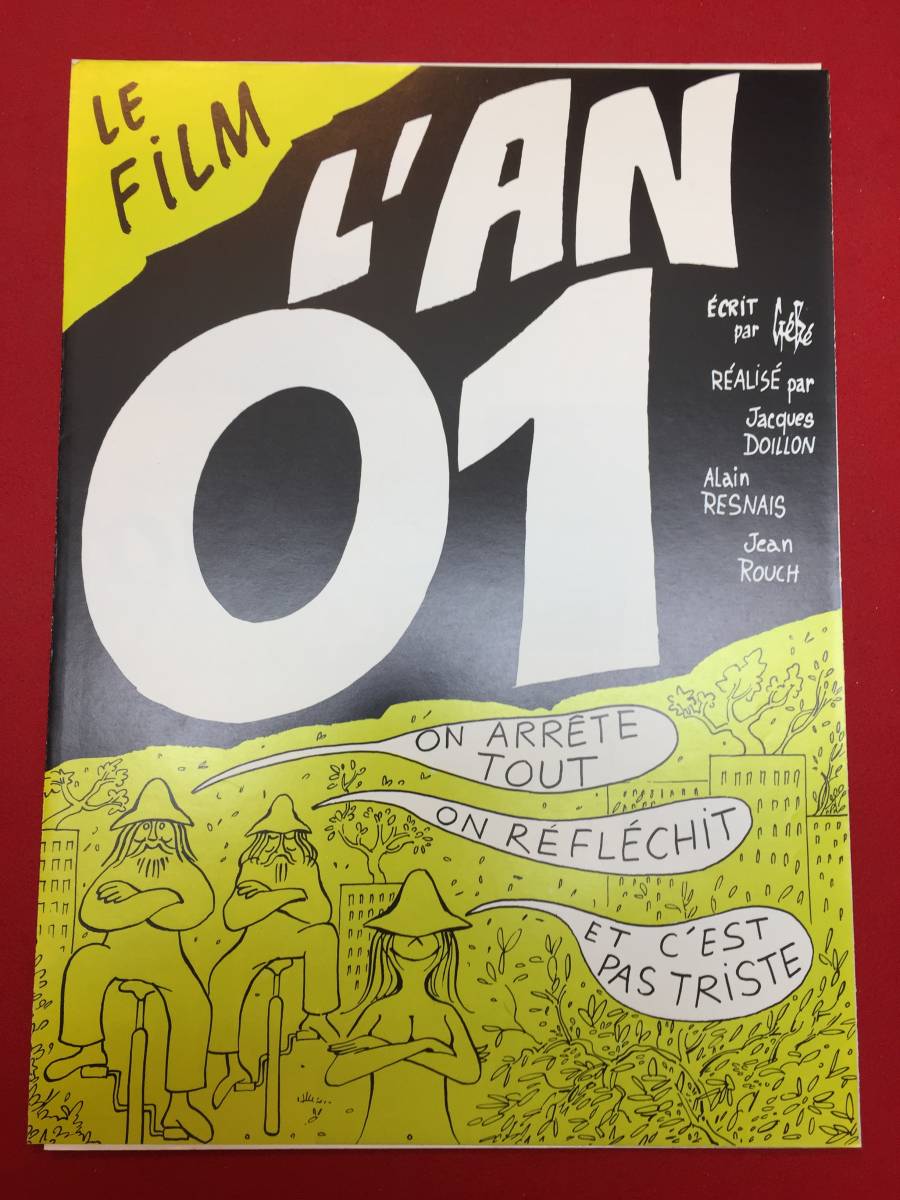 LE
FiLM
L'AN
01
ÉCRiT
par GéBé
RÉALiSÉ par
Jacques
DOILLON
Alain
RESNAIS
Jean
ROUCH
ON ARRÊTE
TOUT
ON RÉFLÉCHiT
ET C'EST
PAS TRiSTE